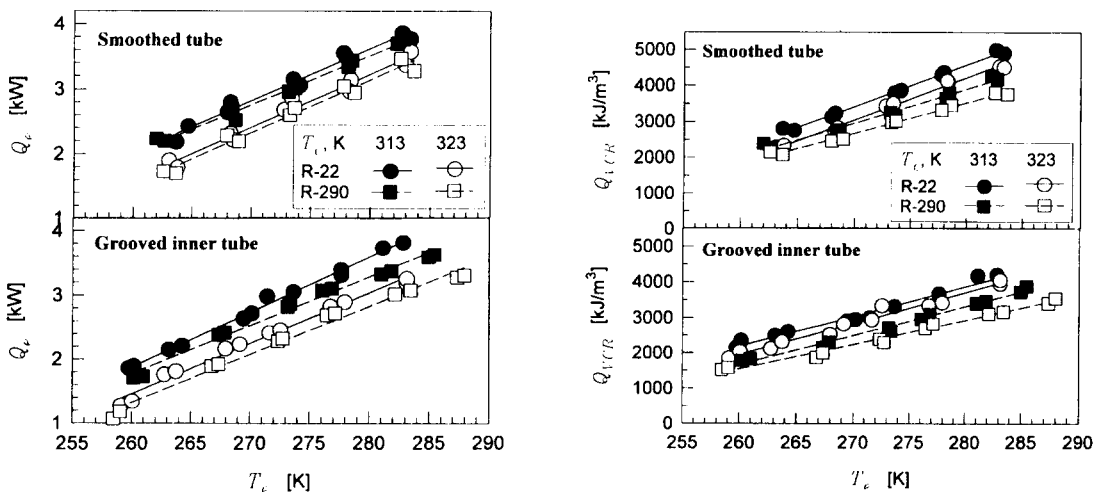 4
3
2
1
Q_e [kW]
Smoothed tube
T_c, K 313 323
R-22
R-290
4
3
2
1
Q_e [kW]
Grooved inner tube
255 260 265 270 275 280 285 290
T_e [K]
5000
4000
3000
2000
1000
0
Q_VCR [kJ/m³]
Smoothed tube
T_c, K 313 323
R-22
R-290
5000
4000
3000
2000
1000
0
Q_VCR [kJ/m³]
Grooved inner tube
255 260 265 270 275 280 285 290
T_e [K]